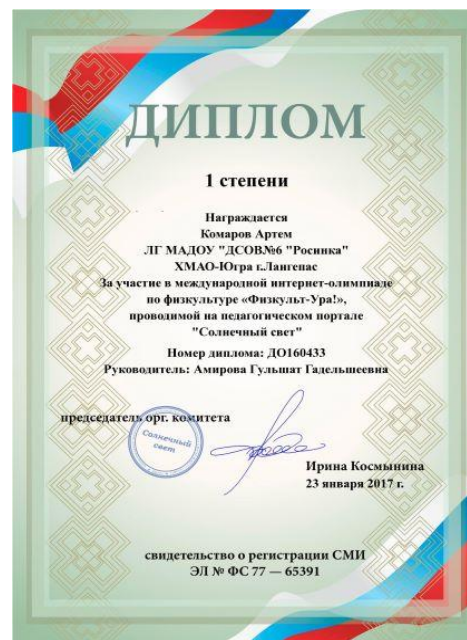 ДИПЛОМ
1 степени
Награждается
Комаров Артем
ЛГ МАДОУ "ДСОВ№6 "Росинка"
ХМАО-Югра г.Лангепас
За участие в международной интернет-олимпиаде
по физкультуре «Физкульт-Ура!»,
проводимой на педагогическом портале
"Солнечный свет"
Номер диплома: ДО160433
Руководитель: Амирова Гульшат Гадельшеевна
председатель орг. комитета
Солнечный
свет
Ирина Космынина
23 января 2017 г.
свидетельство о регистрации СМИ
ЭЛ № ФС 77 — 65391